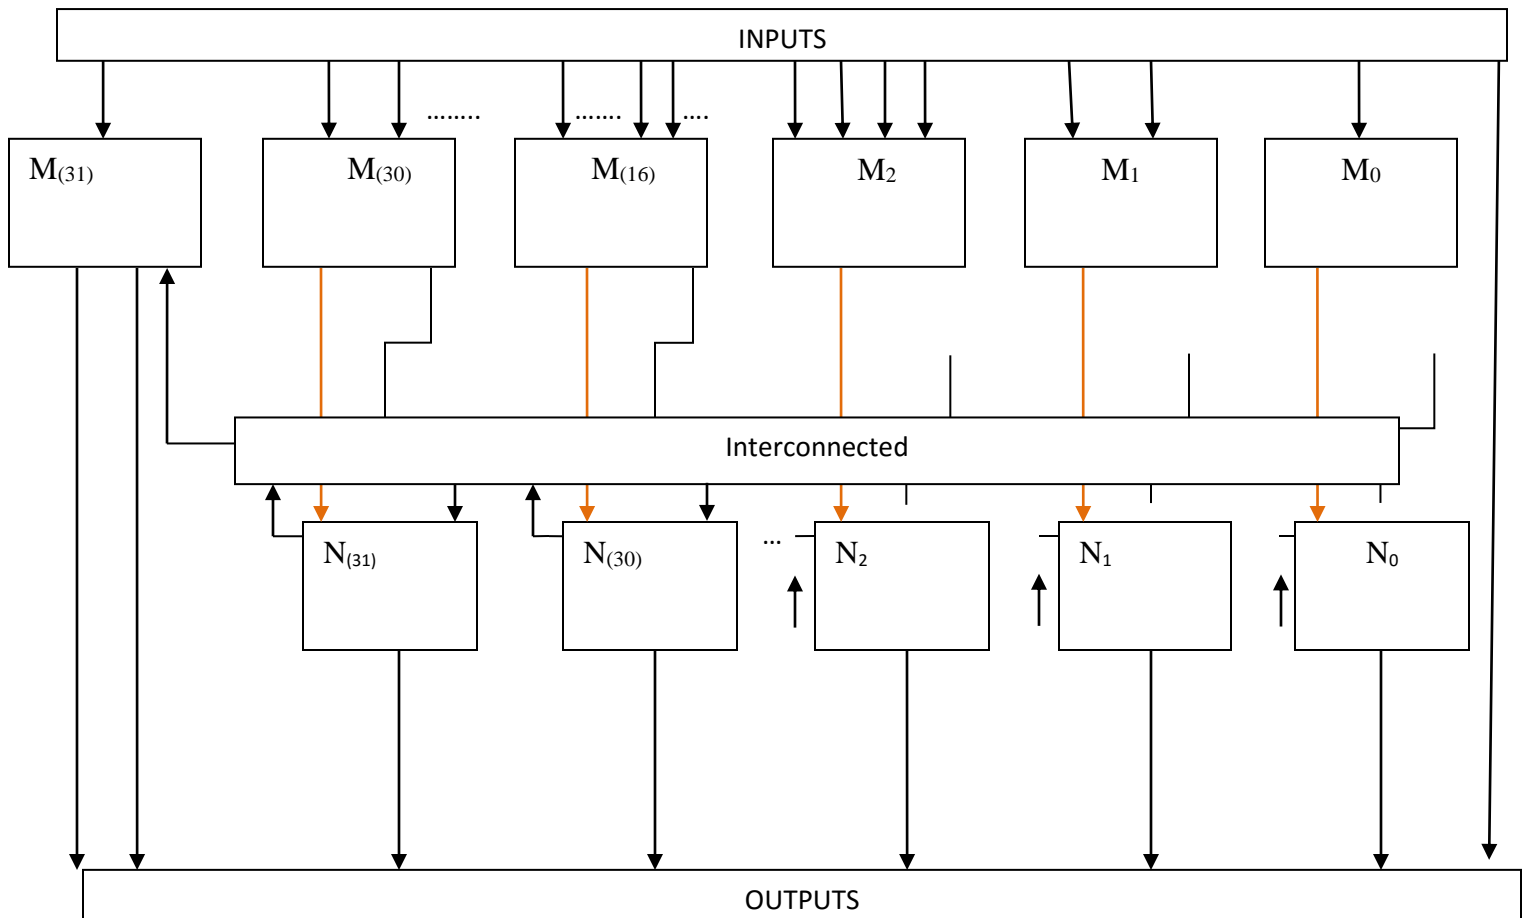 INPUTS
........ ....... ....
M(31) M(30) M(16) M2 M1 M0
Interconnected
...
N(31) N(30) N2 N1 N0
OUTPUTS